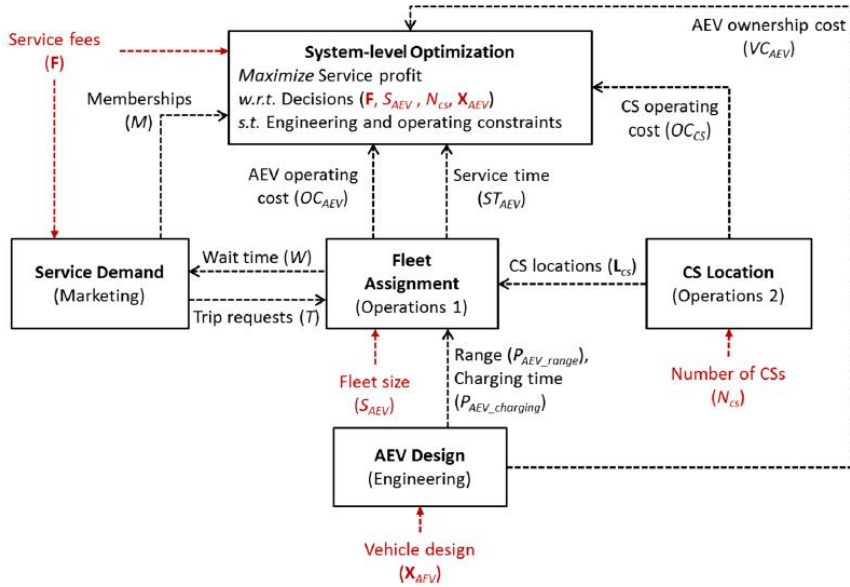 AEV ownership cost
(VC_AEV)
Service fees
(F)
System-level Optimization
Maximize Service profit
w.r.t. Decisions (F, S_AEV , N_cs, X_AEV)
s.t. Engineering and operating constraints
Memberships
(M)
CS operating
cost (OC_CS)
AEV operating
cost (OC_AEV)
Service time
(ST_AEV)
Service Demand
(Marketing)
Wait time (W)
Trip requests (T)
Fleet
Assignment
(Operations 1)
CS locations (L_cs)
CS Location
(Operations 2)
Fleet size
(S_AEV)
Range (P_AEV_range),
Charging time
(P_AEV_charging)
Number of CSs
(N_cs)
AEV Design
(Engineering)
Vehicle design
(X_AEV)